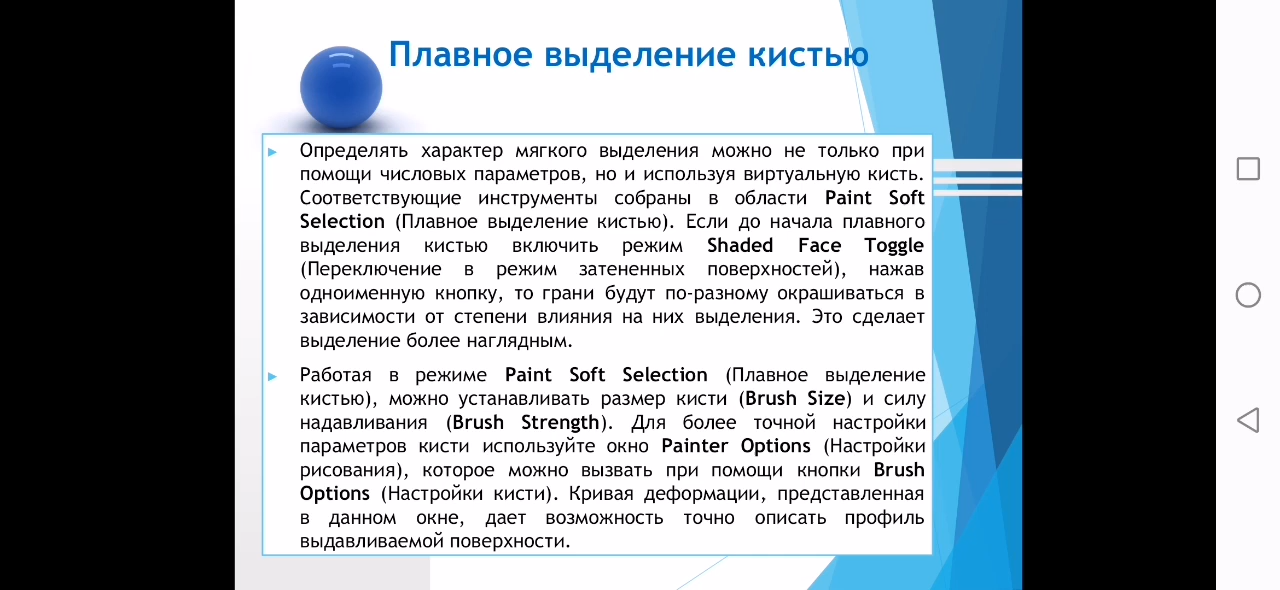 Плавное выделение кистью
Определять характер мягкого выделения можно не только при
помощи числовых параметров, но и используя виртуальную кисть.
Соответствующие инструменты собраны в области Paint Soft
Selection (Плавное выделение кистью). Если до начала плавного
выделения кистью включить режим Shaded Face Toggle
(Переключение в режим затененных поверхностей), нажав
одноименную кнопку, то грани будут по-разному окрашиваться в
зависимости от степени влияния на них выделения. Это сделает
выделение более наглядным.
Работая в режиме Paint Soft Selection (Плавное выделение
кистью), можно устанавливать размер кисти (Brush Size) и силу
надавливания (Brush Strength). Для более точной настройки
параметров кисти используйте окно Painter Options (Настройки
рисования), которое можно вызвать при помощи кнопки Brush
Options (Настройки кисти). Кривая деформации, представленная
в данном окне, дает возможность точно описать профиль
выдавливаемой поверхности.